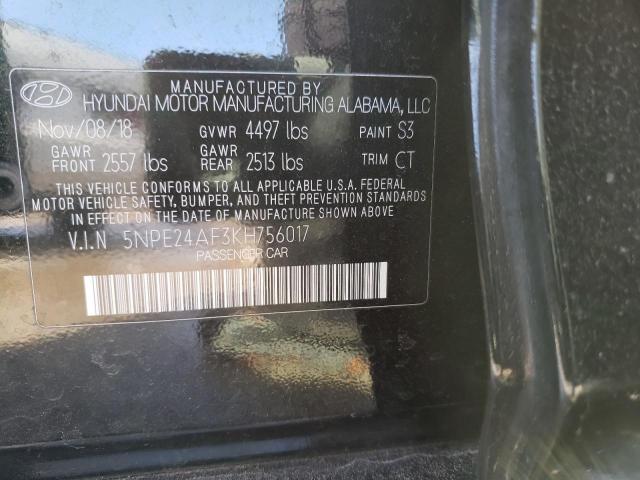 MANUFACTURED BY
HYUNDAI MOTOR MANUFACTURING ALABAMA, LLC
Nov/08/18 GVWR 4497 lbs PAINT S3
GAWR FRONT 2557 lbs GAWR REAR 2513 lbs TRIM CT
THIS VEHICLE CONFORMS TO ALL APPLICABLE U.S.A. FEDERAL
MOTOR VEHICLE SAFETY, BUMPER, AND THEFT PREVENTION STANDARDS
IN EFFECT ON THE DATE OF MANUFACTURE SHOWN ABOVE
V.I.N 5NPE24AF3KH756017
PASSENGER CAR